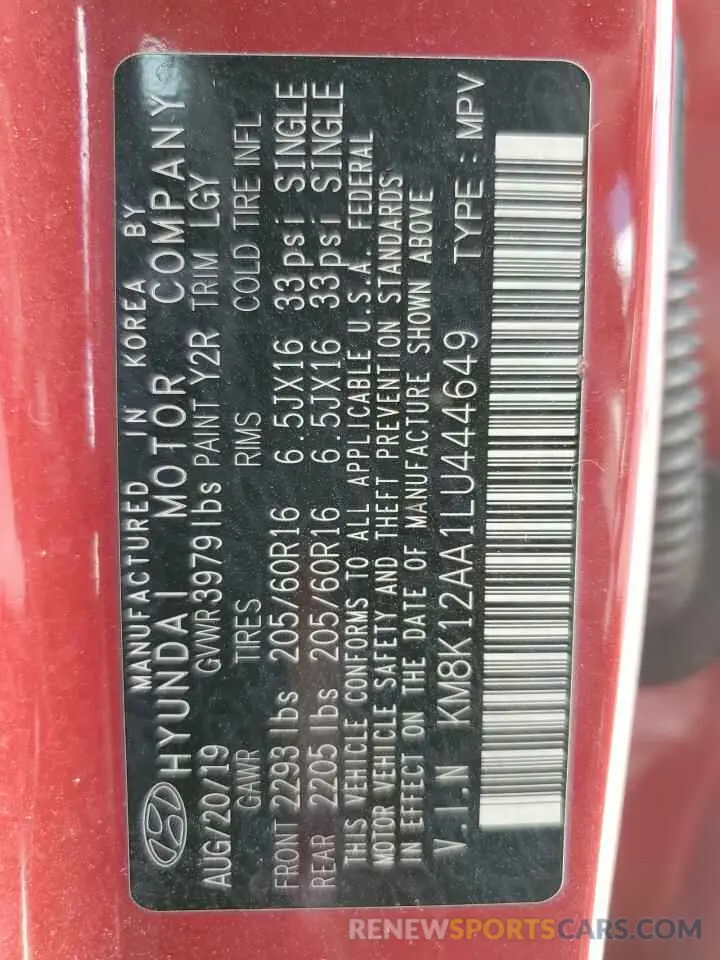 MANUFACTURED IN KOREA BY
HYUNDAI MOTOR COMPANY
AUG/20/19 GVWR 3979lbs PAINT Y2R TRIM LGY
GAWR TIRES RIMS COLD TIRE INFL
FRONT 2293lbs 205/60R16 6.5JX16 33psi SINGLE
REAR 2205lbs 205/60R16 6.5JX16 33psi SINGLE
THIS VEHICLE CONFORMS TO ALL APPLICABLE U.S.A. FEDERAL
MOTOR VEHICLE SAFETY AND THEFT PREVENTION STANDARDS
IN EFFECT ON THE DATE OF MANUFACTURE SHOWN ABOVE
V.I.N KM8K12AA1LU444649 TYPE : MPV
RENEWSPORTSCARS.COM